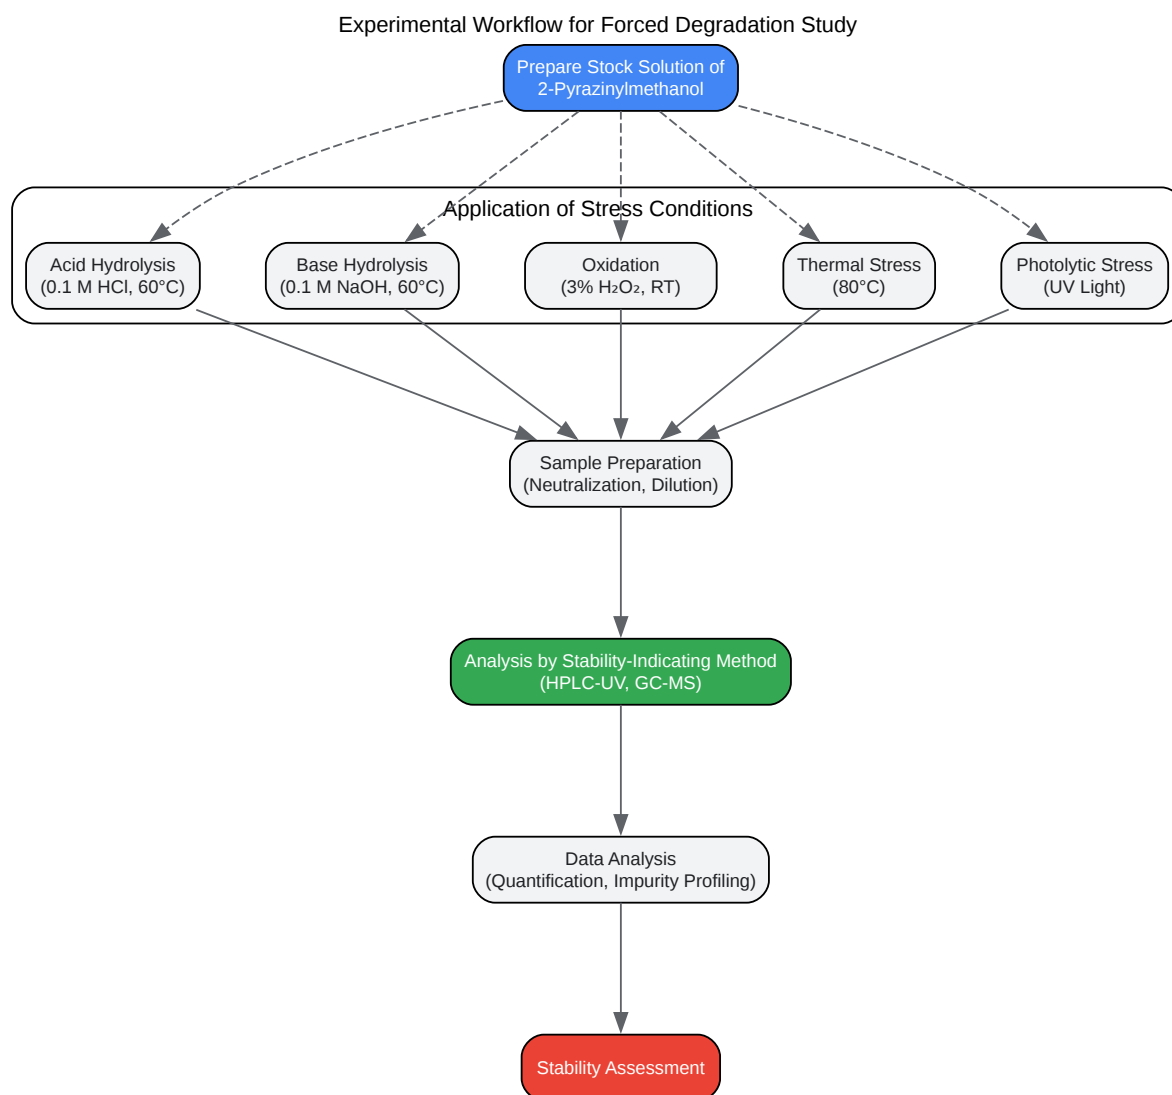 Experimental Workflow for Forced Degradation Study
Prepare Stock Solution of
2-Pyrazinylmethanol
Application of Stress Conditions
Acid Hydrolysis
(0.1 M HCl, 60°C)
Base Hydrolysis
(0.1 M NaOH, 60°C)
Oxidation
(3% H₂O₂, RT)
Thermal Stress
(80°C)
Photolytic Stress
(UV Light)
Sample Preparation
(Neutralization, Dilution)
Analysis by Stability-Indicating Method
(HPLC-UV, GC-MS)
Data Analysis
(Quantification, Impurity Profiling)
Stability Assessment